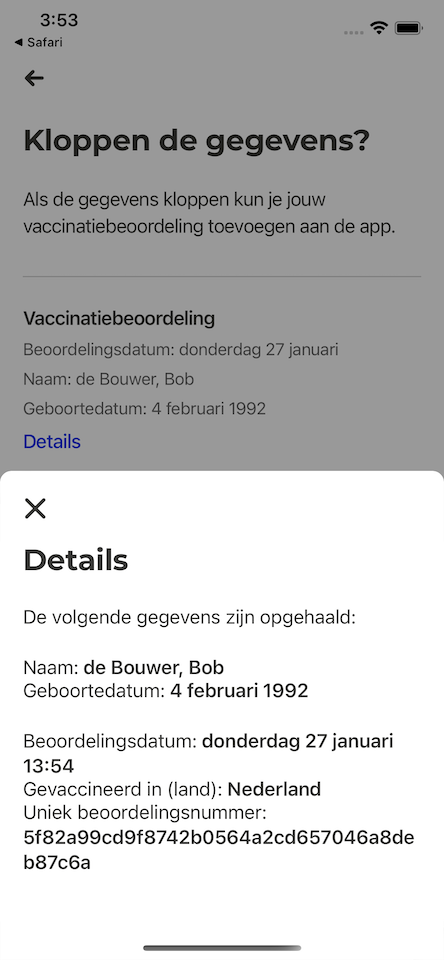 3:53
◀ Safari
Kloppen de gegevens?
Als de gegevens kloppen kun je jouw
vaccinatiebeoordeling toevoegen aan de app.
Vaccinatiebeoordeling
Beoordelingsdatum: donderdag 27 januari
Naam: de Bouwer, Bob
Geboortedatum: 4 februari 1992
Details
Details
De volgende gegevens zijn opgehaald:
Naam: de Bouwer, Bob
Geboortedatum: 4 februari 1992
Beoordelingsdatum: donderdag 27 januari
13:54
Gevaccineerd in (land): Nederland
Uniek beoordelingsnummer:
5f82a99cd9f8742b0564a2cd657046a8de
b87c6a